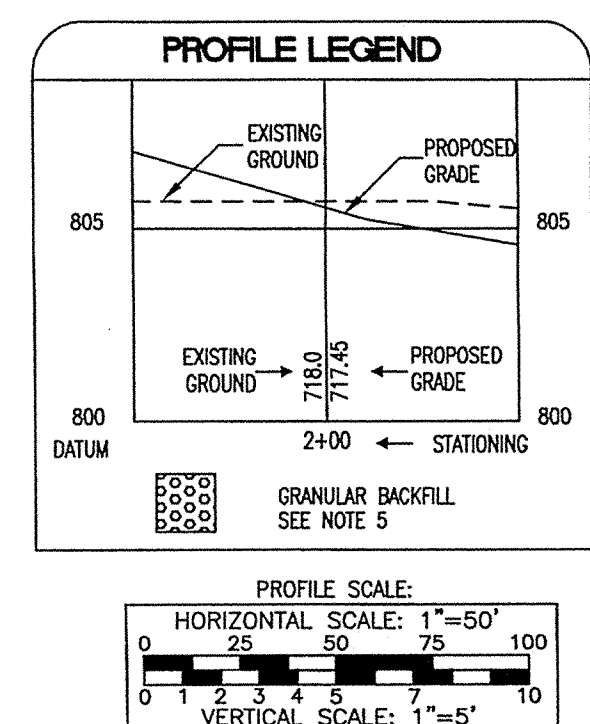 PROFILE LEGEND
EXISTING
GROUND
PROPOSED
GRADE
805
805
EXISTING
GROUND
718.0
717.45
PROPOSED
GRADE
800
800
DATUM
2+00
STATIONING
GRANULAR BACKFILL
SEE NOTE 5
PROFILE SCALE:
HORIZONTAL SCALE: 1"=50'
0 25 50 75 100
0 1 2 3 4 5 7 10
VERTICAL SCALE: 1"=5'